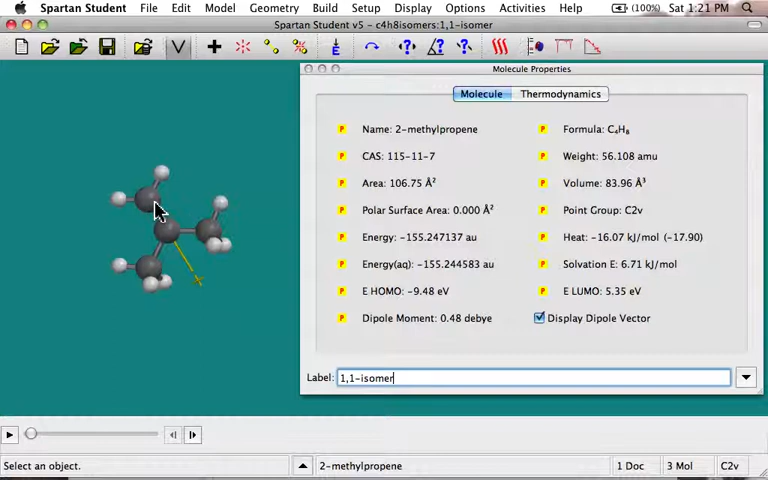 Spartan Student File Edit Model Geometry Build Setup Display Options Activities Help (100%) Sat 1:21 PM
Spartan Student v5 - c4h8isomers:1,1-isomer
V E ? ? ?
Molecule Properties
Molecule Thermodynamics
P Name: 2-methylpropene P Formula: C₄H₈
P CAS: 115-11-7 P Weight: 56.108 amu
P Area: 106.75 Å² P Volume: 83.96 Å³
P Polar Surface Area: 0.000 Å² P Point Group: C2v
P Energy: -155.247137 au P Heat: -16.07 kJ/mol (-17.90)
P Energy(aq) -155.244583 au P Solvation E: 6.71 kJ/mol
P E HOMO: -9.48 eV P E LUMO: 5.35 eV
P Dipole Moment: 0.48 debye Display Dipole Vector
Label: 1,1-isomer
Select an object. 2-methylpropene 1 Doc 3 Mol C2v